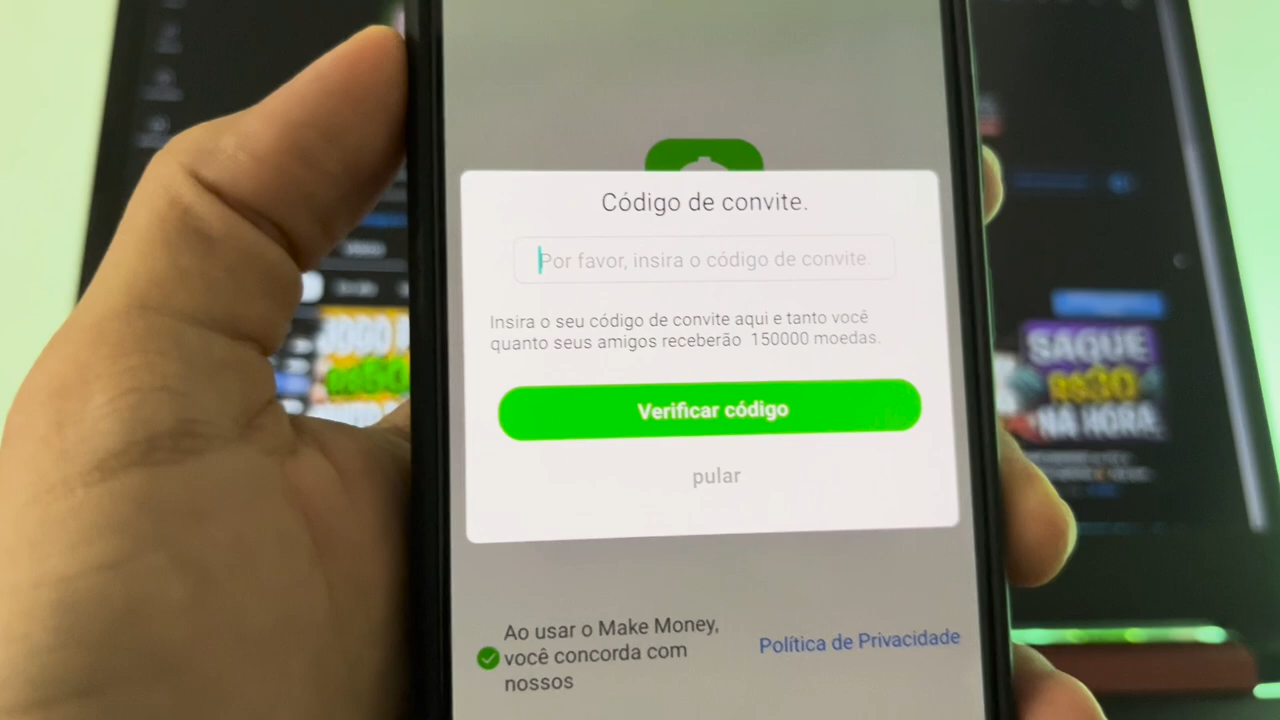 Código de convite.
Por favor, insira o código de convite.
Insira o seu código de convite aqui e tanto você
quanto seus amigos receberão 150000 moedas.
Verificar código
pular
Ao usar o Make Money,
você concorda com
nossos
Política de Privacidade
SAQUE
R$30
NA HORA
JOGO